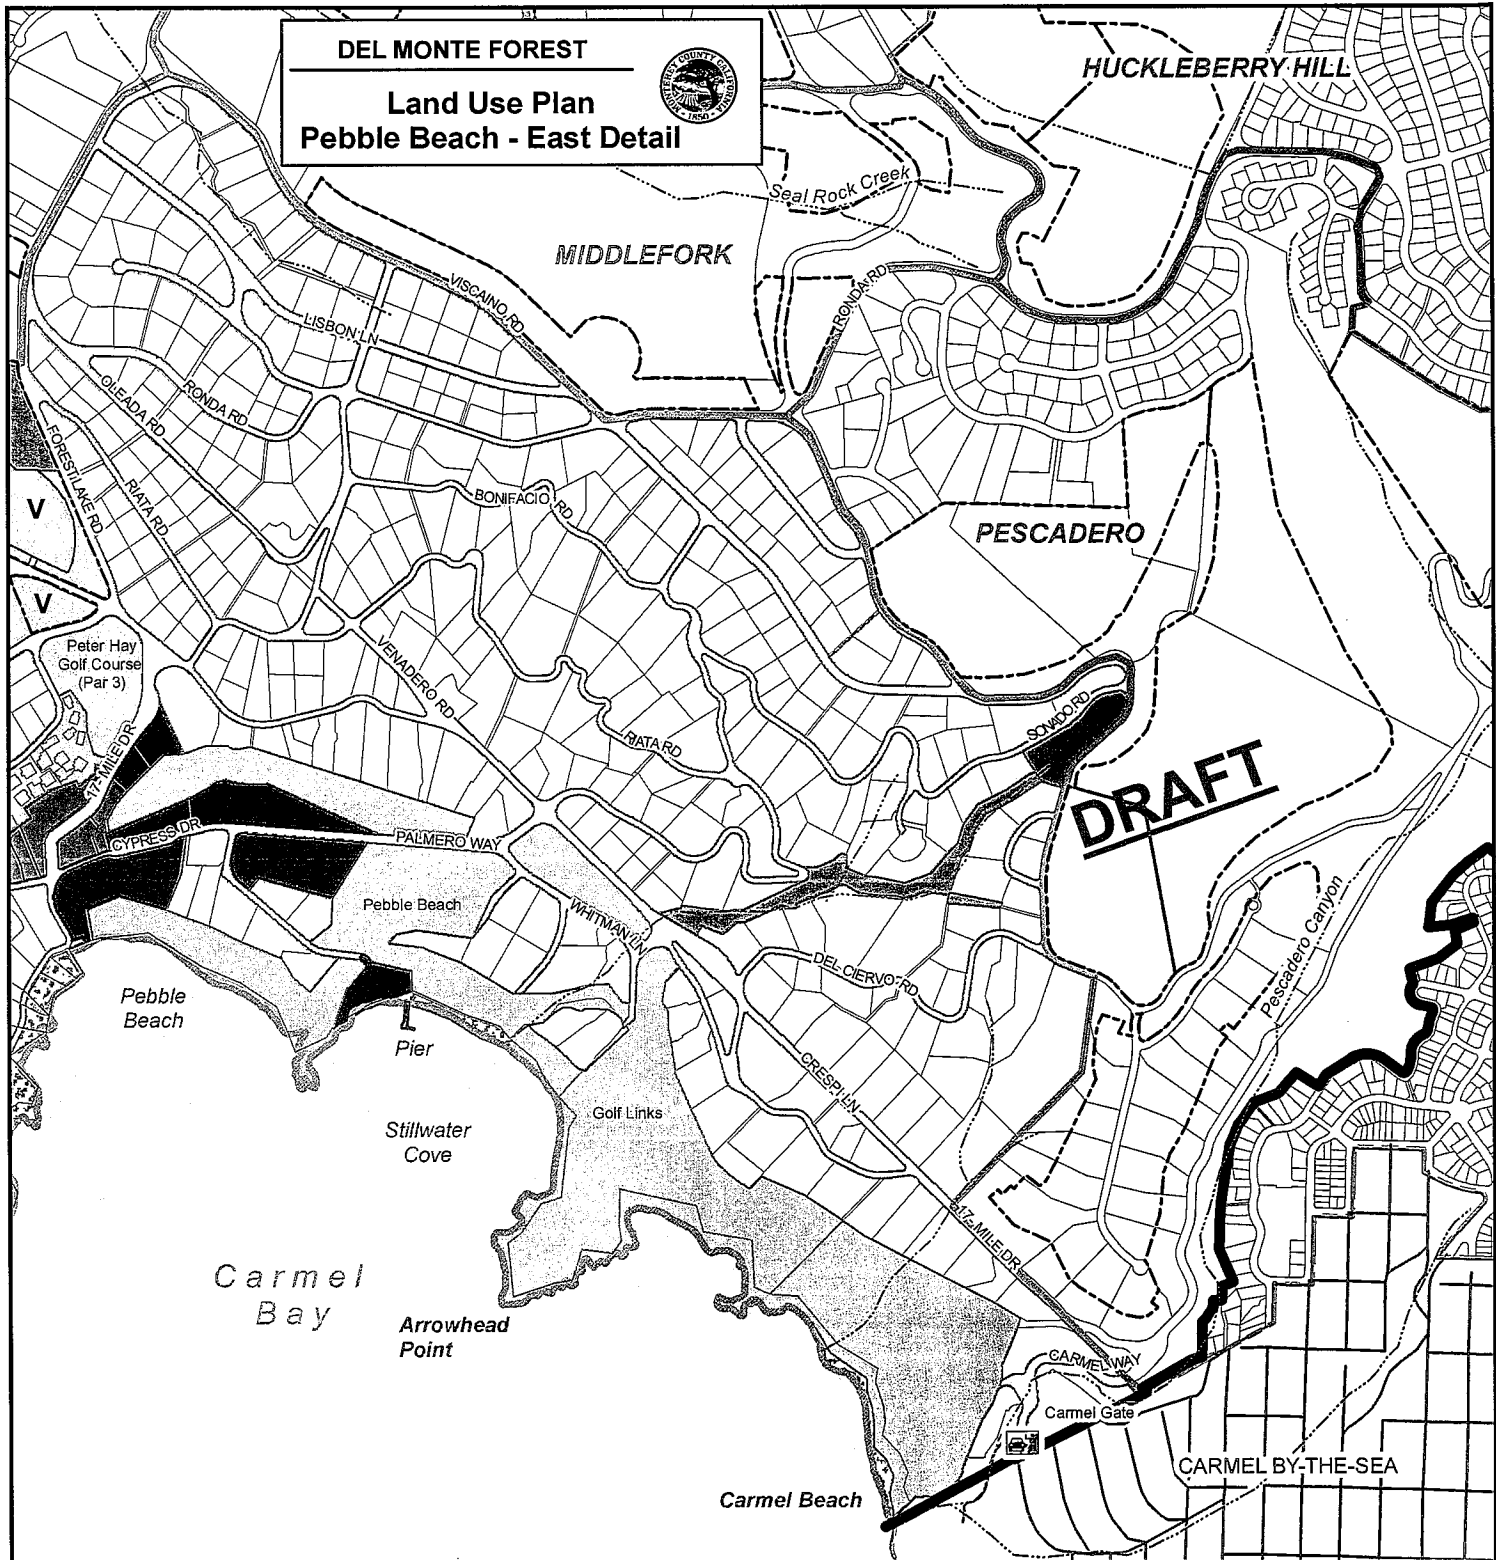 DEL MONTE FOREST
Land Use Plan
Pebble Beach - East Detail
MONTEREY COUNTY CALIFORNIA
1850
HUCKLEBERRY HILL
Seal Rock Creek
MIDDLEFORK
VISCAINO RD
RONDA RD
LISBON LN
RONDA RD
OLEADA RD
FOREST LAKE RD
RIATA RD
BONIFACIO RD
V
PESCADERO
V
Peter Hay
Golf Course
(Par 3)
VENADERO RD
RIATA RD
SONADO RD
17-MILE DR
DRAFT
CYPRESS DR
PALMERO WAY
Pebble Beach
WHITMAN LN
DEL CIERVO RD
Pescadero Canyon
Pebble
Beach
Pier
CRESPI LN
Golf Links
Stillwater
Cove
17-MILE DR
Carmel
Bay
Arrowhead
Point
CARMEL WAY
Carmel Gate
CARMEL BY-THE-SEA
Carmel Beach